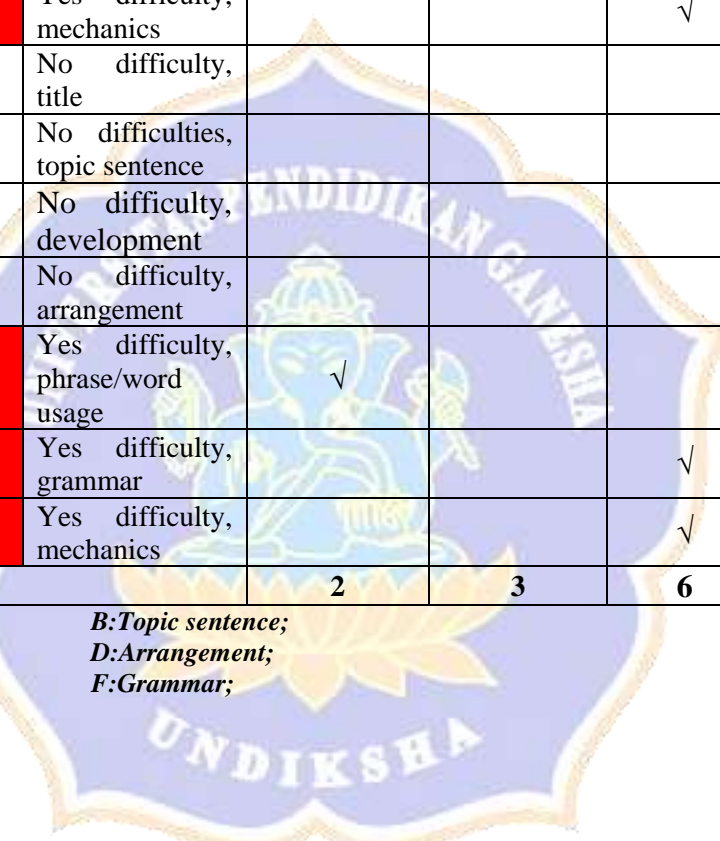 Yes difficulty,
mechanics √
No difficulty,
title
No difficulties,
topic sentence
No difficulty,
development
No difficulty,
arrangement
Yes difficulty,
phrase/word √
usage
Yes difficulty,
grammar √
Yes difficulty,
mechanics √
2 3 6
B:Topic sentence;
D:Arrangement;
F:Grammar;
PENDIDIKAN GANESHA
UNDIKSHA